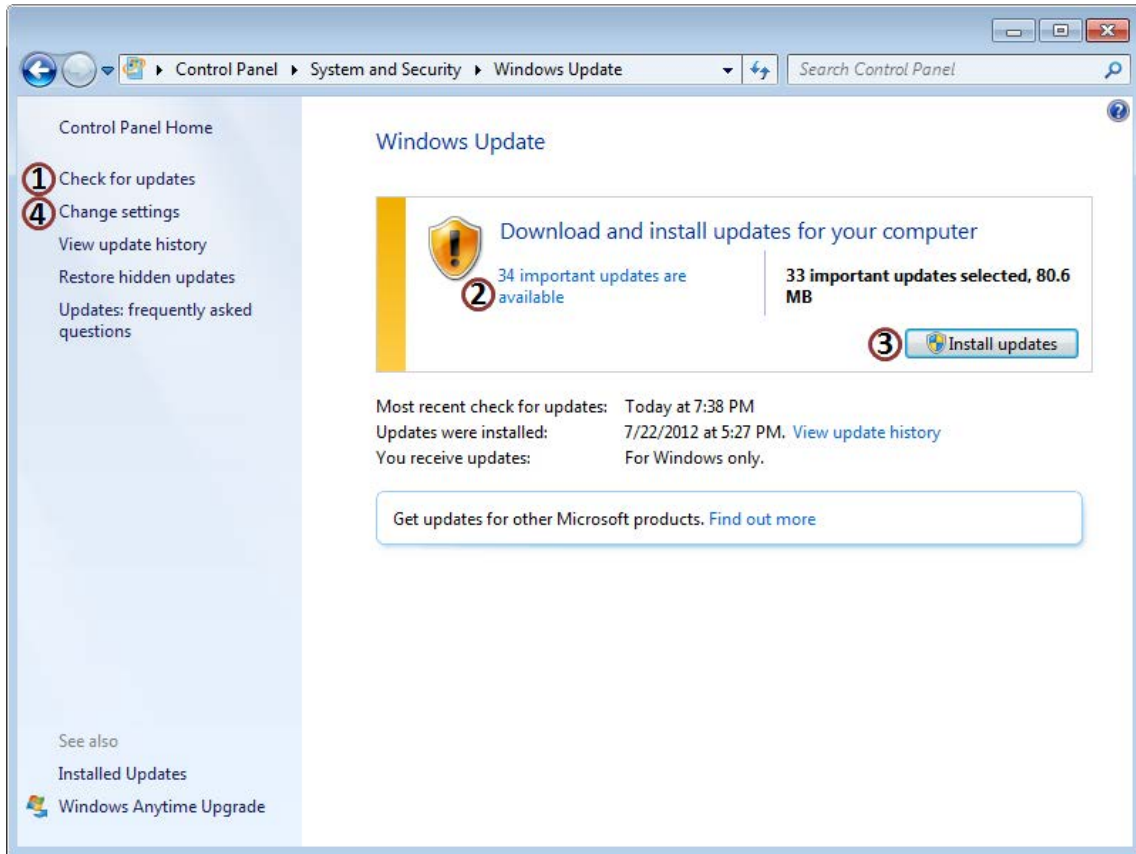 Control Panel ▸ System and Security ▸ Windows Update
Search Control Panel
Control Panel Home
1 Check for updates
4 Change settings
View update history
Restore hidden updates
Updates: frequently asked
questions
See also
Installed Updates
Windows Anytime Upgrade
Windows Update
Download and install updates for your computer
34 important updates are
2 available
33 important updates selected, 80.6
MB
3 Install updates
Most recent check for updates: Today at 7:38 PM
Updates were installed: 7/22/2012 at 5:27 PM. View update history
You receive updates: For Windows only.
Get updates for other Microsoft products. Find out more